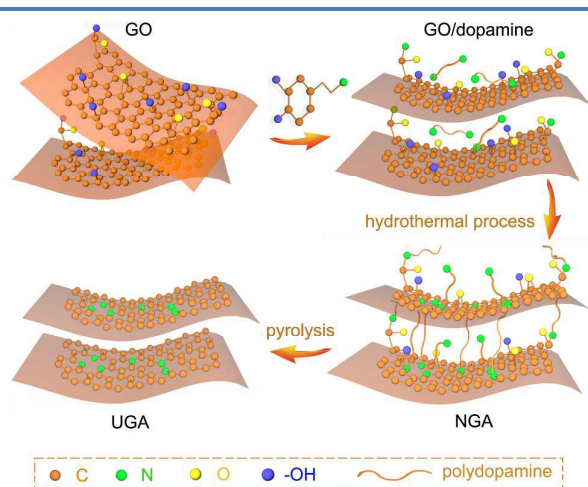 GO
GO/dopamine
hydrothermal process
pyrolysis
UGA
NGA
C N O -OH polydopamine